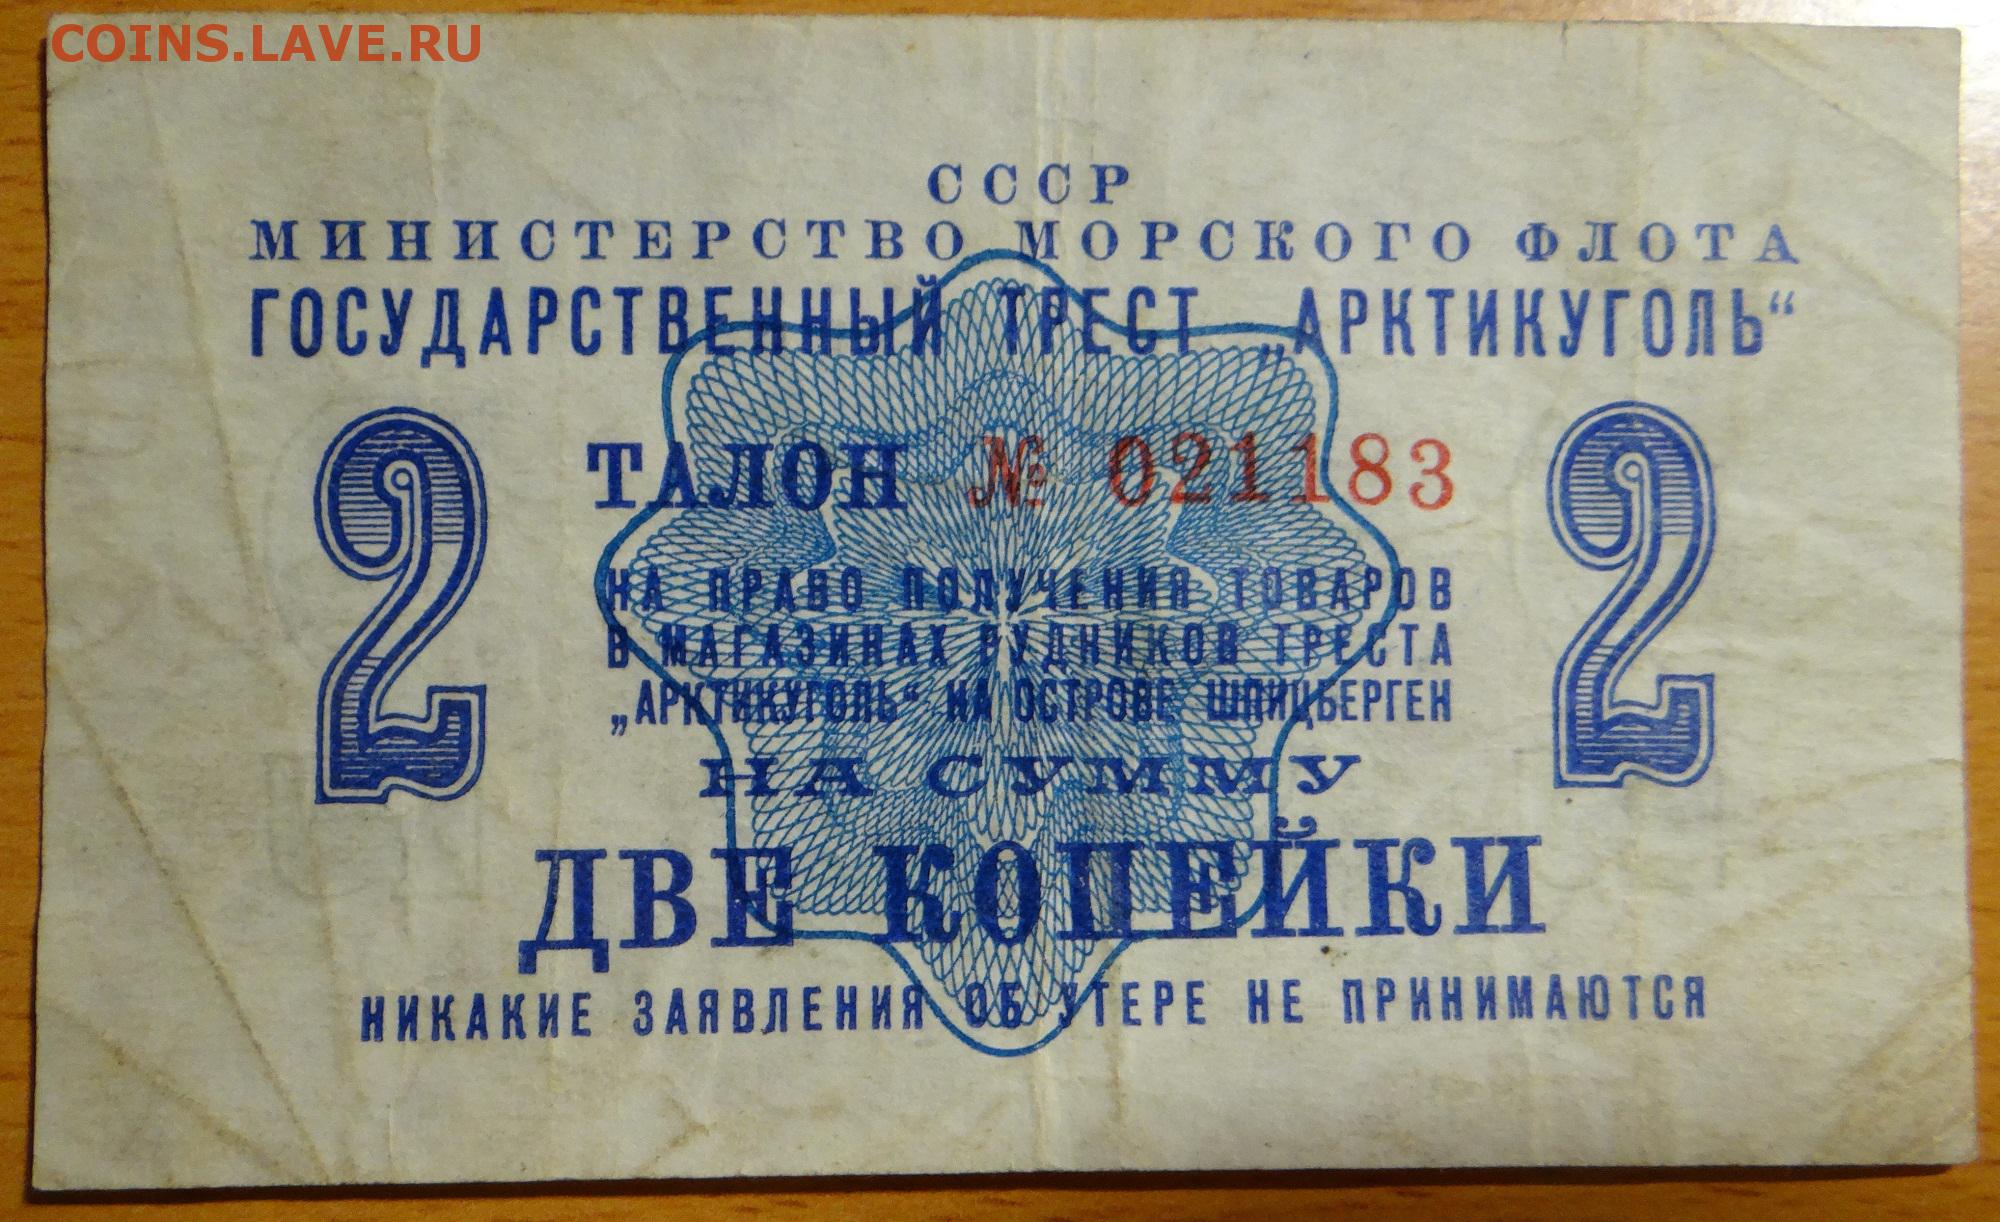 COINS.LAVE.RU
СССР
МИНИСТЕРСТВО МОРСКОГО ФЛОТА
ГОСУДАРСТВЕННЫЙ ТРЕСТ „АРКТИКУГОЛЬ“
2 ТАЛОН № 021183 2
НА ПРАВО ПОЛУЧЕНИЯ ТОВАРОВ
В МАГАЗИНАХ РУДНИКОВ ТРЕСТА
„АРКТИКУГОЛЬ“ НА ОСТРОВЕ ШПИЦБЕРГЕН
НА СУММУ
ДВЕ КОПЕЙКИ
НИКАКИЕ ЗАЯВЛЕНИЯ ОБ УТЕРЕ НЕ ПРИНИМАЮТСЯ